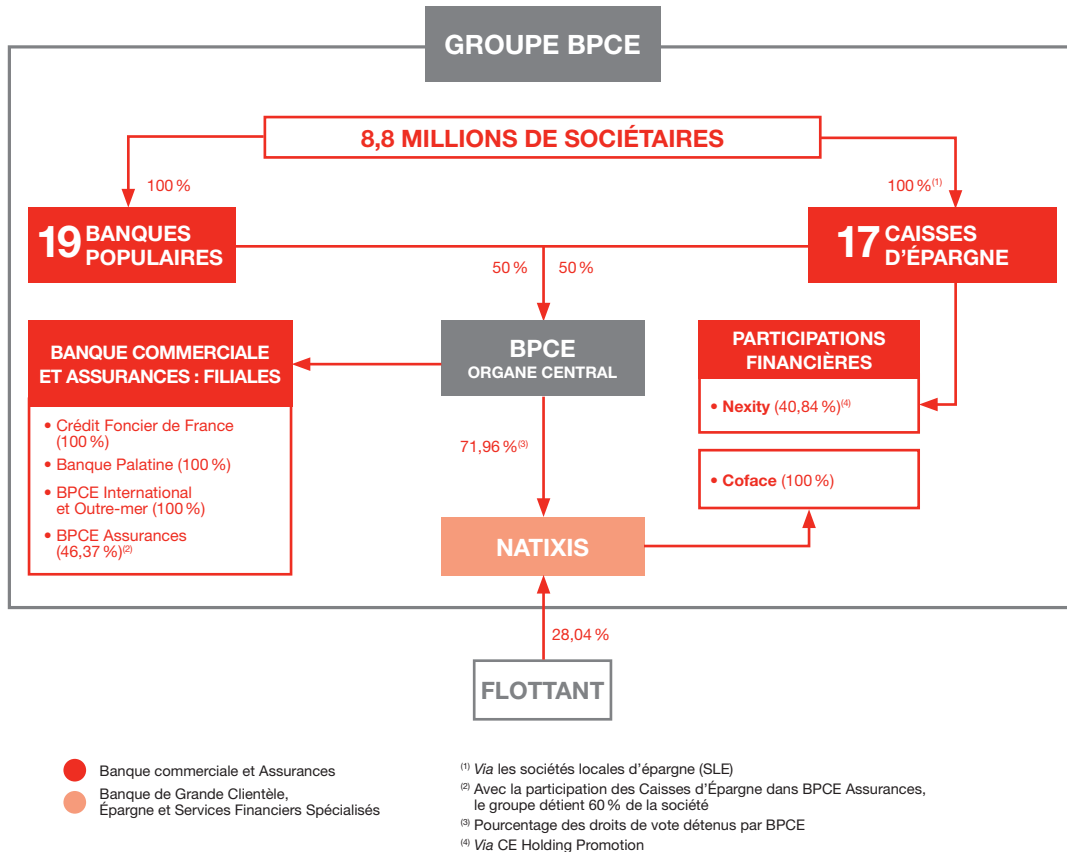 GROUPE BPCE
8,8 MILLIONS DE SOCIÉTAIRES
100 %
100 %(1)
19 BANQUES
POPULAIRES
17 CAISSES
D'ÉPARGNE
50 %
50 %
BANQUE COMMERCIALE
ET ASSURANCES : FILIALES
• Crédit Foncier de France
(100 %)
• Banque Palatine (100 %)
• BPCE International
et Outre-mer (100 %)
• BPCE Assurances
(46,37 %)(2)
BPCE
ORGANE CENTRAL
71,96 %(3)
NATIXIS
PARTICIPATIONS
FINANCIÈRES
• Nexity (40,84 %)(4)
• Coface (100 %)
28,04 %
FLOTTANT
Banque commerciale et Assurances
Banque de Grande Clientèle,
Épargne et Services Financiers Spécialisés
(1) Via les sociétés locales d'épargne (SLE)
(2) Avec la participation des Caisses d'Épargne dans BPCE Assurances,
le groupe détient 60 % de la société
(3) Pourcentage des droits de vote détenus par BPCE
(4) Via CE Holding Promotion